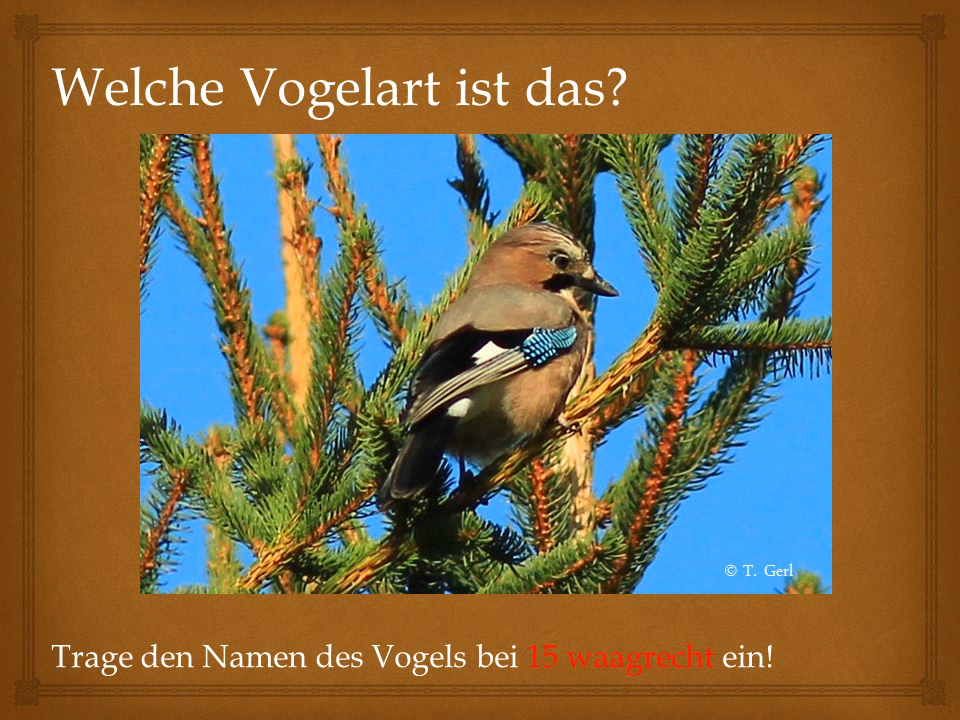 Welche Vogelart ist das?
© T. Gerl
Trage den Namen des Vogels bei 15 waagrecht ein!